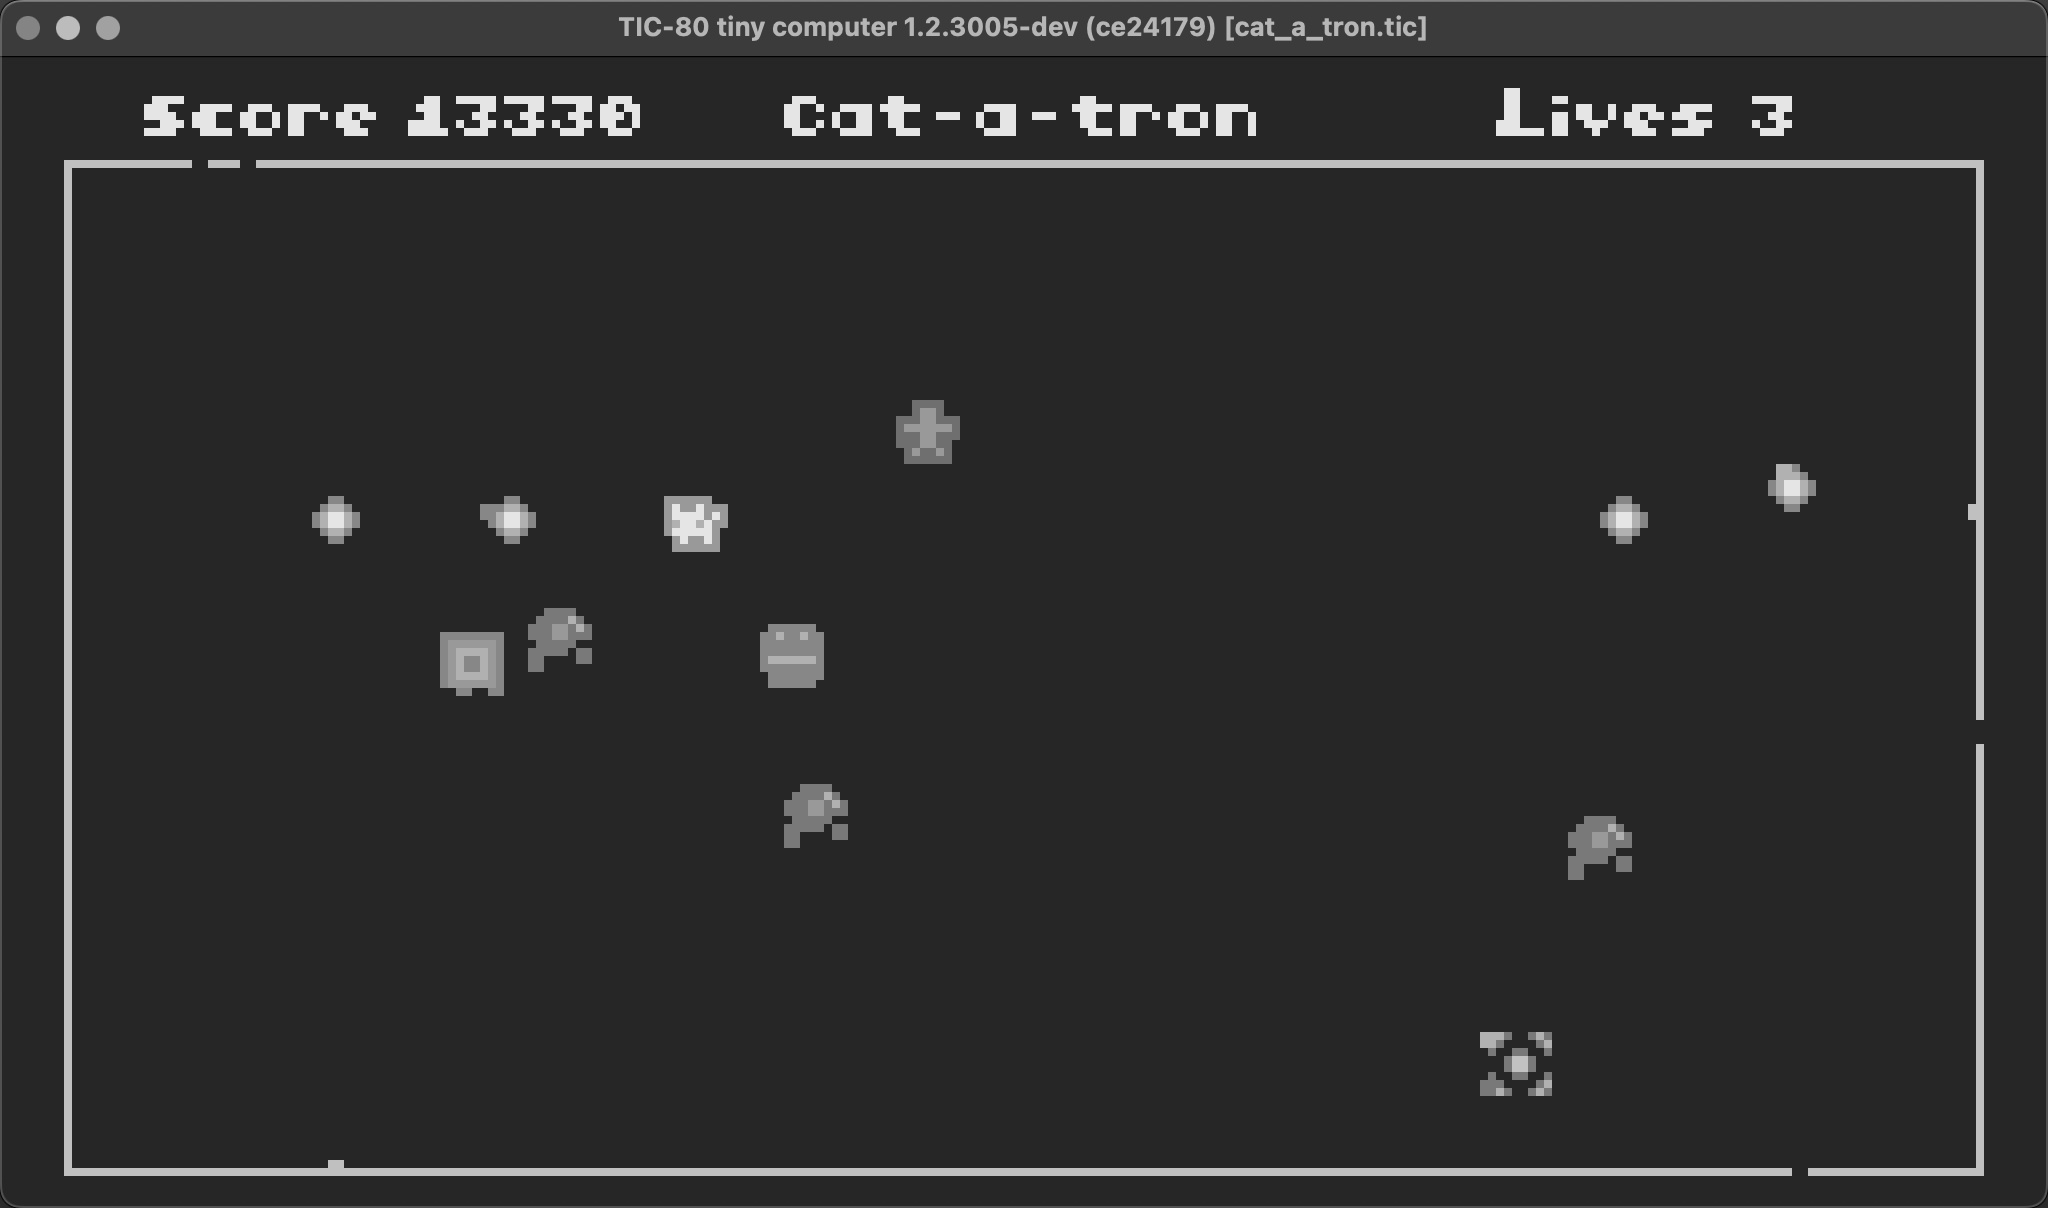 TIC-80 tiny computer 1.2.3005-dev (ce24179) [cat_a_tron.tic]
Score 13330 Cat-a-tron Lives 3